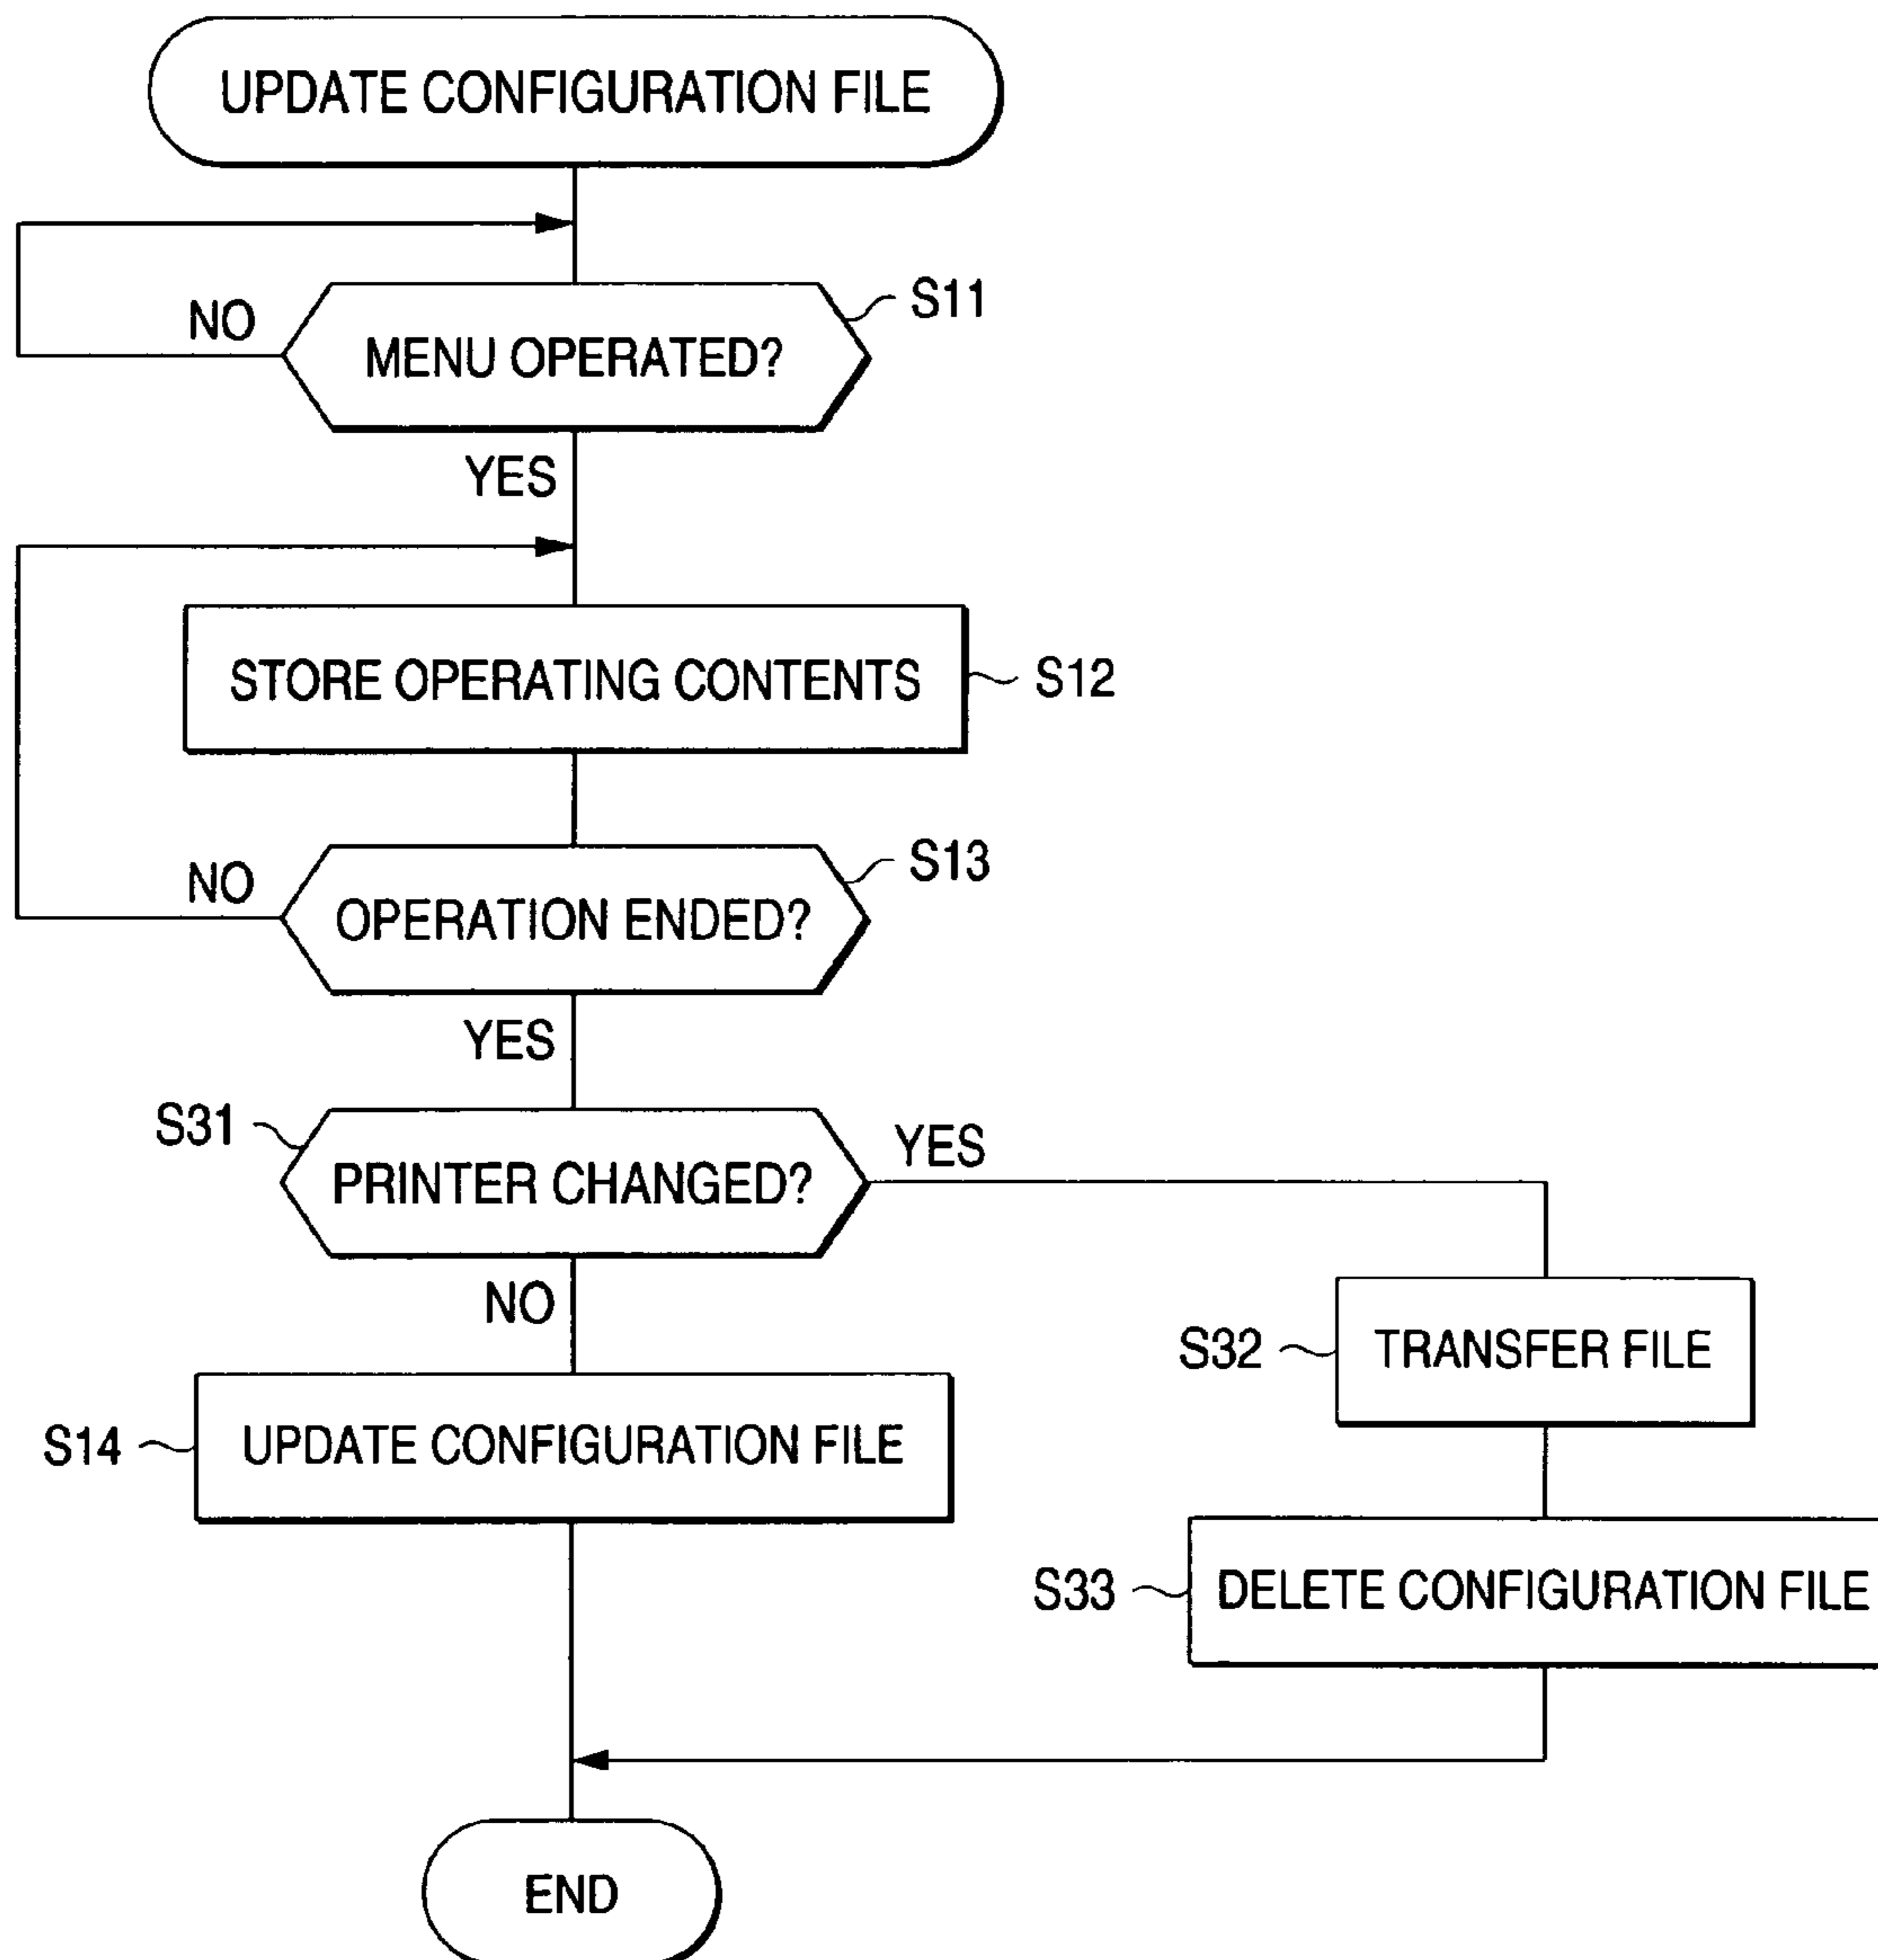 UPDATE CONFIGURATION FILE
S11
NO
MENU OPERATED?
YES
STORE OPERATING CONTENTS
S12
S13
NO
OPERATION ENDED?
YES
S31
YES
PRINTER CHANGED?
NO
S32
TRANSFER FILE
S14
UPDATE CONFIGURATION FILE
S33
DELETE CONFIGURATION FILE
END